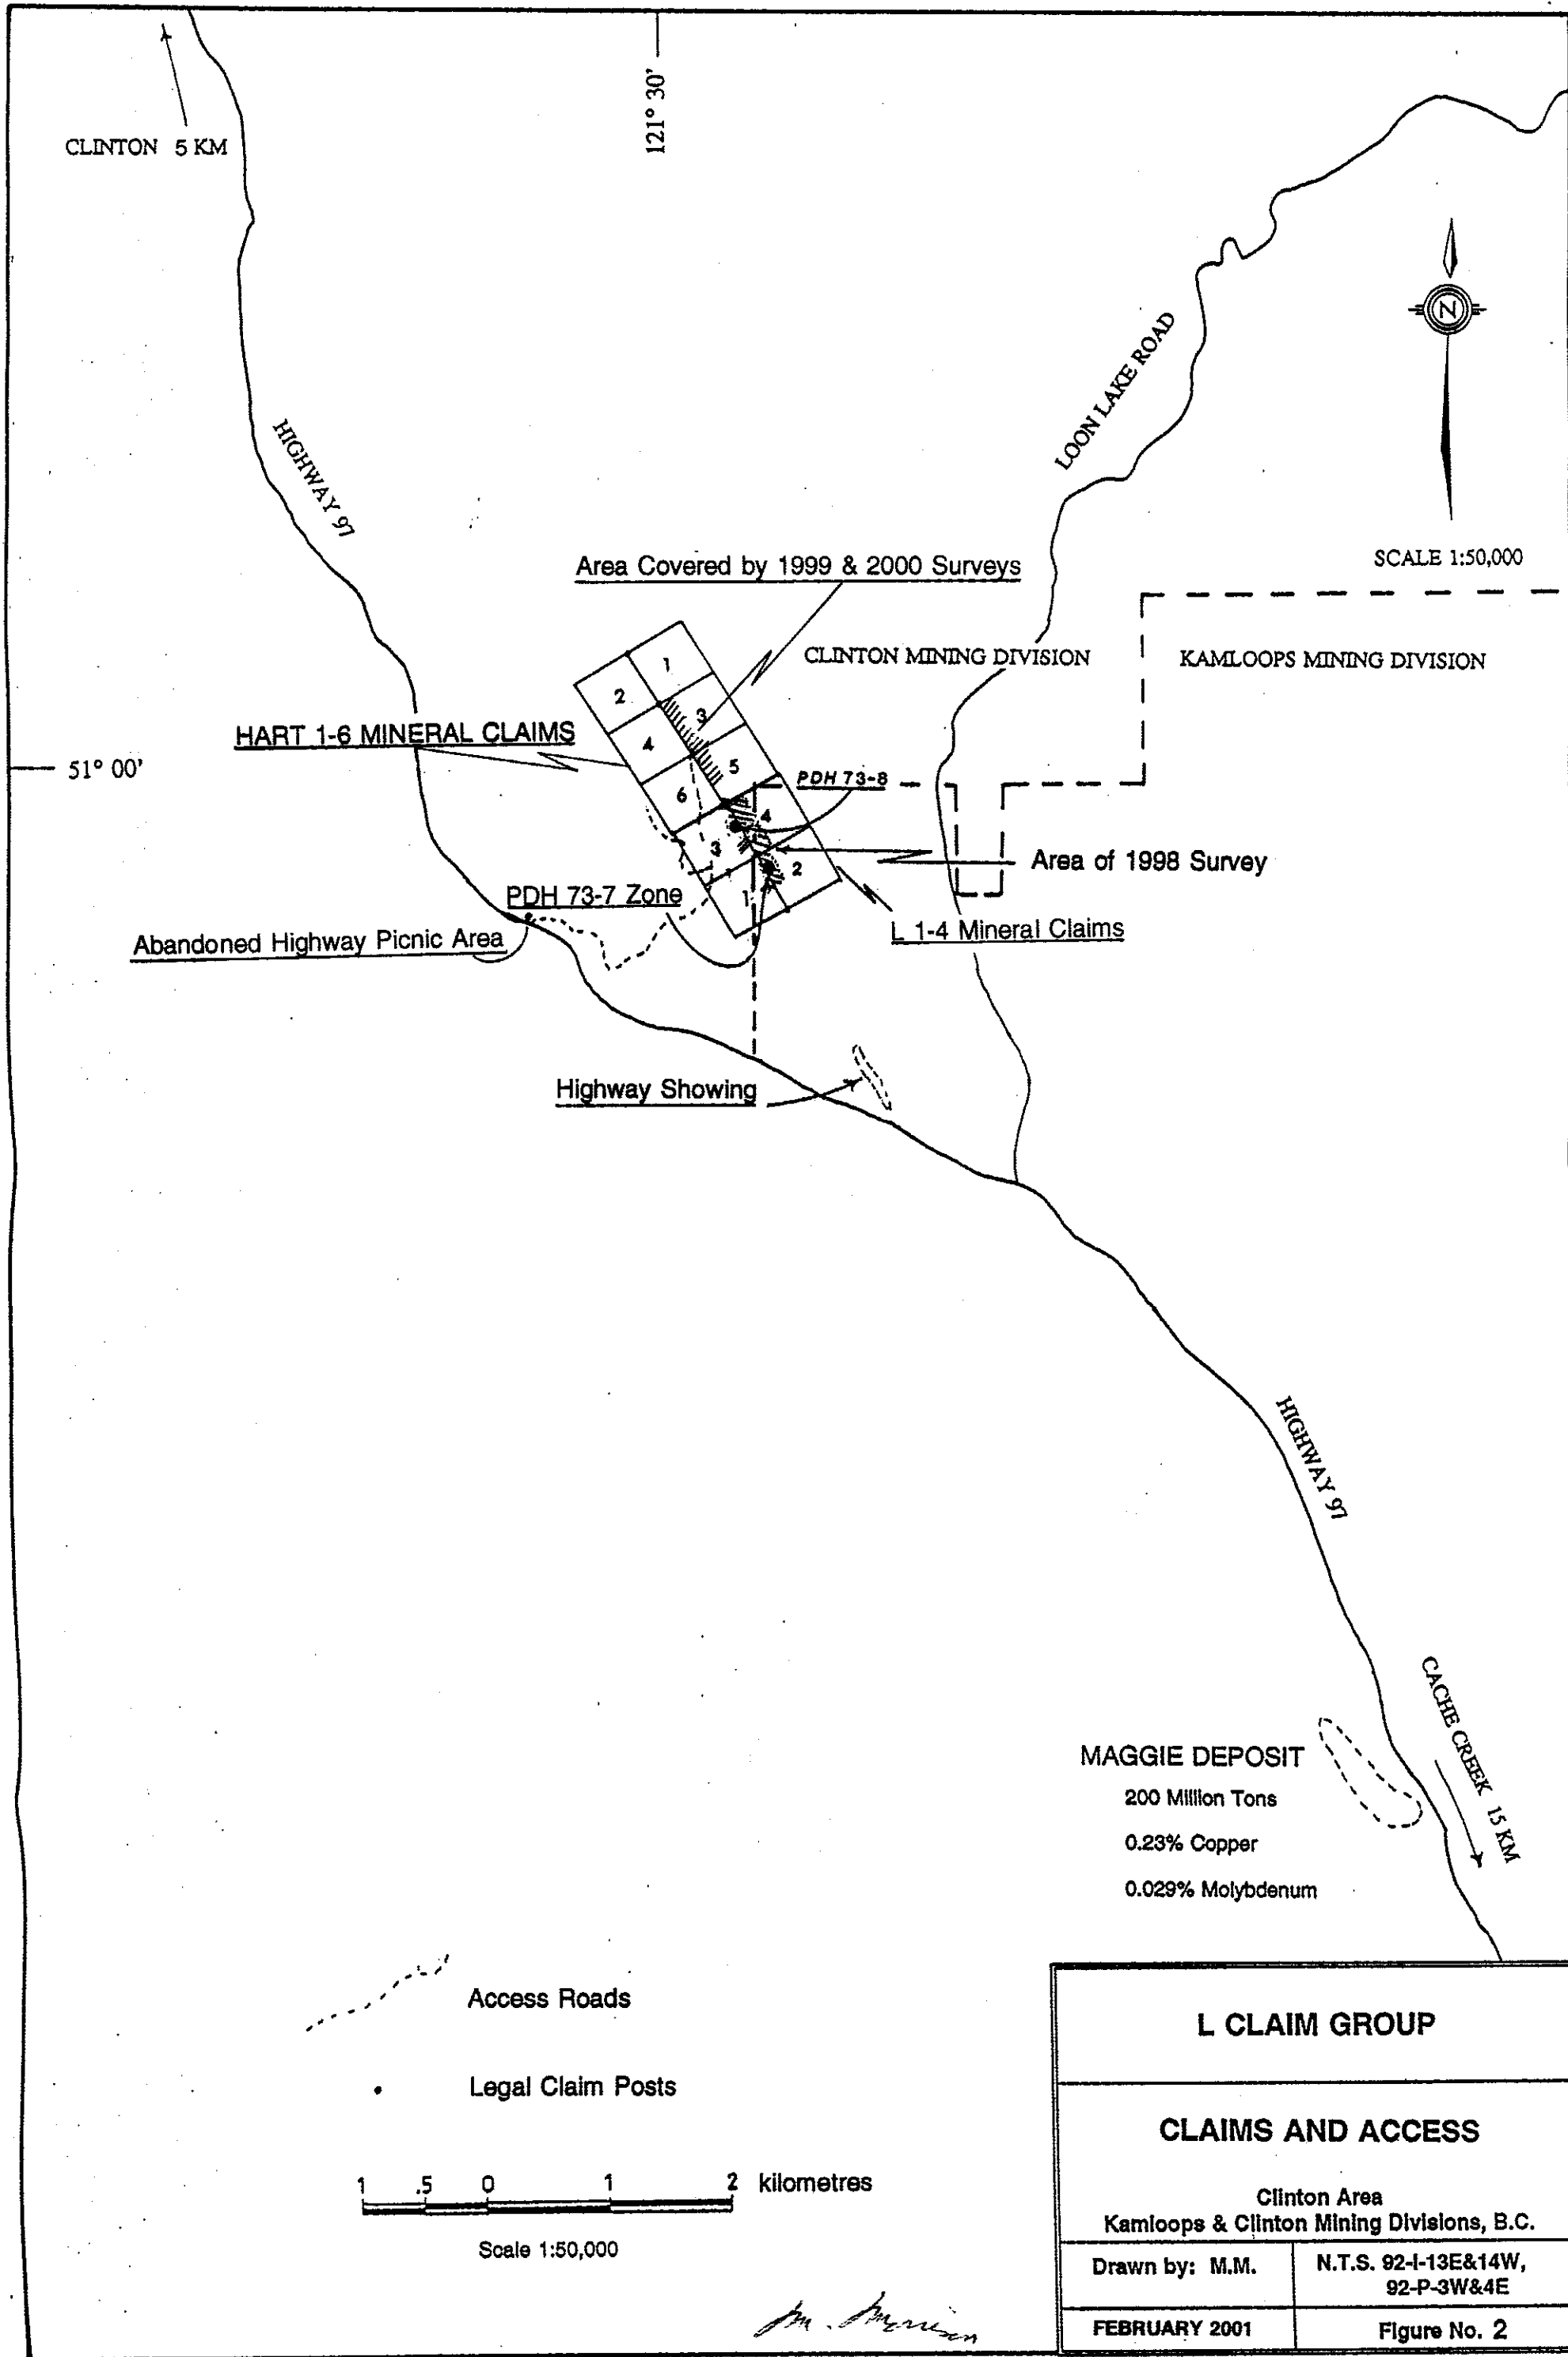 121° 30'
CLINTON 5 KM
HIGHWAY 97
LOON LAKE ROAD
N
SCALE 1:50,000
Area Covered by 1999 & 2000 Surveys
CLINTON MINING DIVISION
KAMLOOPS MINING DIVISION
HART 1-6 MINERAL CLAIMS
51° 00'
1
2
3
4
5
6
PDH 73-8
4
3
2
1
Area of 1998 Survey
PDH 73-7 Zone
L 1-4 Mineral Claims
Abandoned Highway Picnic Area
Highway Showing
HIGHWAY 97
CACHE CREEK 15 KM
MAGGIE DEPOSIT
200 Million Tons
0.23% Copper
0.029% Molybdenum
Access Roads
Legal Claim Posts
1 .5 0 1 2 kilometres
Scale 1:50,000
M. Morrison
L CLAIM GROUP
CLAIMS AND ACCESS
Clinton Area
Kamloops & Clinton Mining Divisions, B.C.
Drawn by: M.M.
N.T.S. 92-I-13E&14W,
92-P-3W&4E
FEBRUARY 2001
Figure No. 2